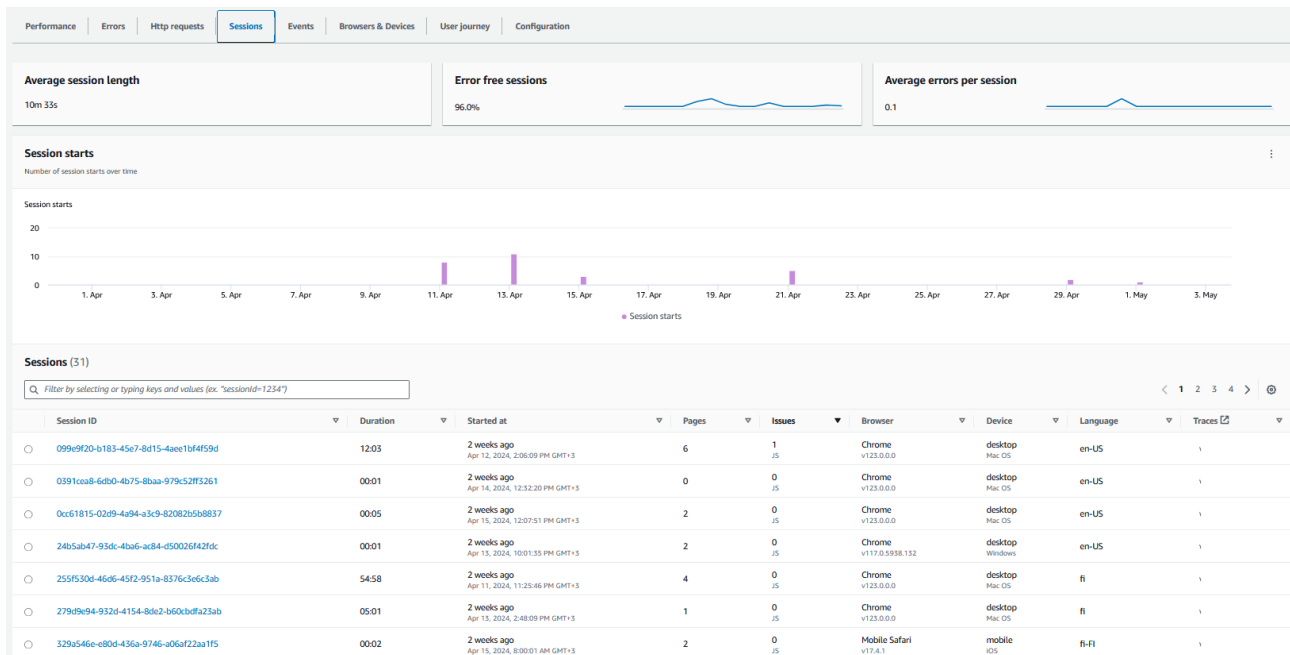 Performance Errors Http requests Sessions Events Browsers & Devices User journey Configuration
Average session length
10m 33s
Error free sessions
96.0%
Average errors per session
0.1
Session starts
Number of session starts over time
Session starts
20
10
0
1. Apr 3. Apr 5. Apr 7. Apr 9. Apr 11. Apr 13. Apr 15. Apr 17. Apr 19. Apr 21. Apr 23. Apr 25. Apr 27. Apr 29. Apr 1. May 3. May
Session starts
Sessions (31)
Filter by selecting or typing keys and values (ex. "sessionId=1234")
1 2 3 4
Session ID Duration Started at Pages Issues Browser Device Language Traces
099e9f20-b183-45e7-8d15-4aee1bf4f59d 12:03 2 weeks ago 6 1 Chrome desktop en-US
Apr 12, 2024, 2:06:09 PM GMT+3 JS v123.0.0.0 Mac OS
0391cea8-6db0-4b75-8baa-979c52ff3261 00:01 2 weeks ago 0 0 Chrome desktop en-US
Apr 14, 2024, 12:32:20 PM GMT+3 JS v123.0.0.0 Mac OS
0cc61815-02d9-4a94-a3c9-82082b5b8837 00:05 2 weeks ago 2 0 Chrome desktop en-US
Apr 15, 2024, 12:07:51 PM GMT+3 JS v123.0.0.0 Mac OS
24b5ab47-93dc-4ba6-ac84-d50026f42fdc 00:01 2 weeks ago 2 0 Chrome desktop en-US
Apr 13, 2024, 10:01:35 PM GMT+3 JS v117.0.5938.132 Windows
255f530d-46d6-45f2-951a-8376c3e6c3ab 54:58 2 weeks ago 4 0 Chrome desktop fi
Apr 11, 2024, 11:25:46 PM GMT+3 JS v123.0.0.0 Mac OS
279d9e94-932d-4154-8de2-b60cbdfa23ab 05:01 2 weeks ago 1 0 Chrome desktop fi
Apr 13, 2024, 2:48:09 PM GMT+3 JS v123.0.0.0 Mac OS
329a546e-e80d-436a-9746-a06af22aa1f5 00:02 2 weeks ago 2 0 Mobile Safari mobile fi-FI
Apr 15, 2024, 8:00:01 AM GMT+3 JS v17.4.1 iOS